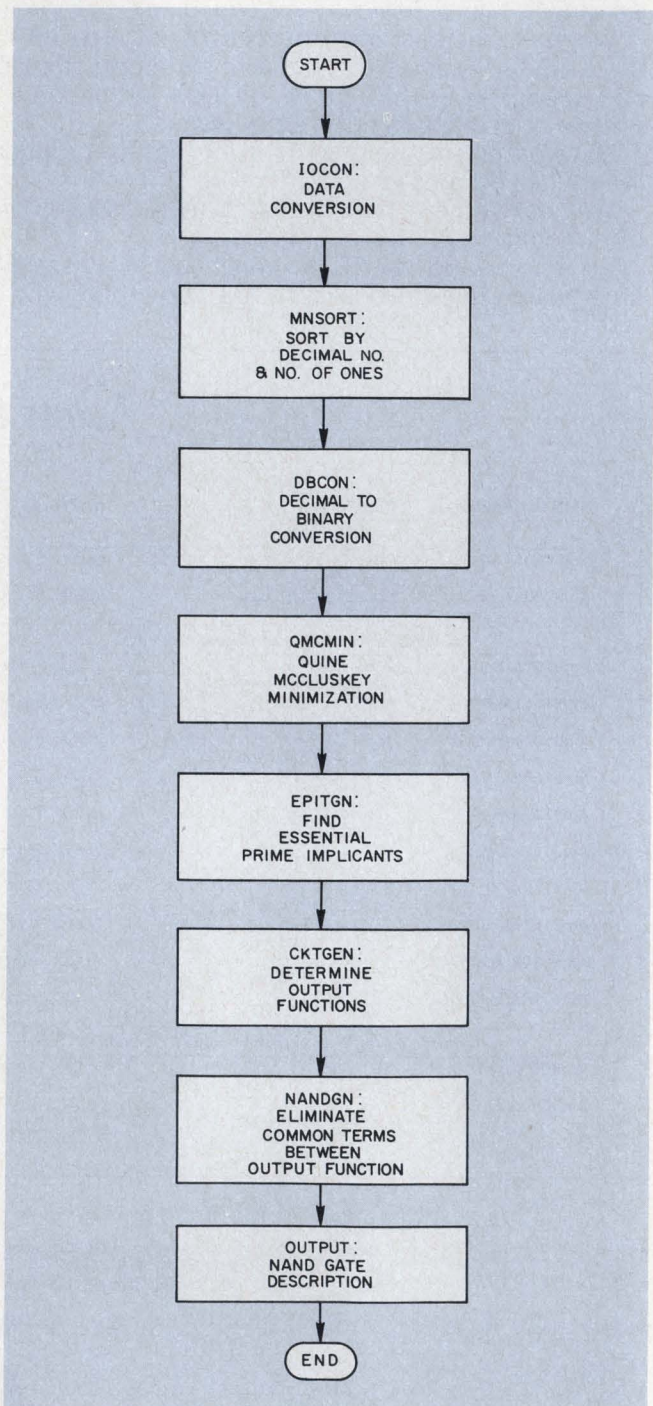 START
IOCON:
DATA
CONVERSION
MNSORT:
SORT BY
DECIMAL NO.
& NO. OF ONES
DBCON:
DECIMAL TO
BINARY
CONVERSION
QMCMIN:
QUINE
MCCLUSKEY
MINIMIZATION
EPITGN:
FIND
ESSENTIAL
PRIME IMPLICANTS
CKTGEN:
DETERMINE
OUTPUT
FUNCTIONS
NANDGN:
ELIMINATE
COMMON TERMS
BETWEEN
OUTPUT FUNCTION
OUTPUT:
NAND GATE
DESCRIPTION
END